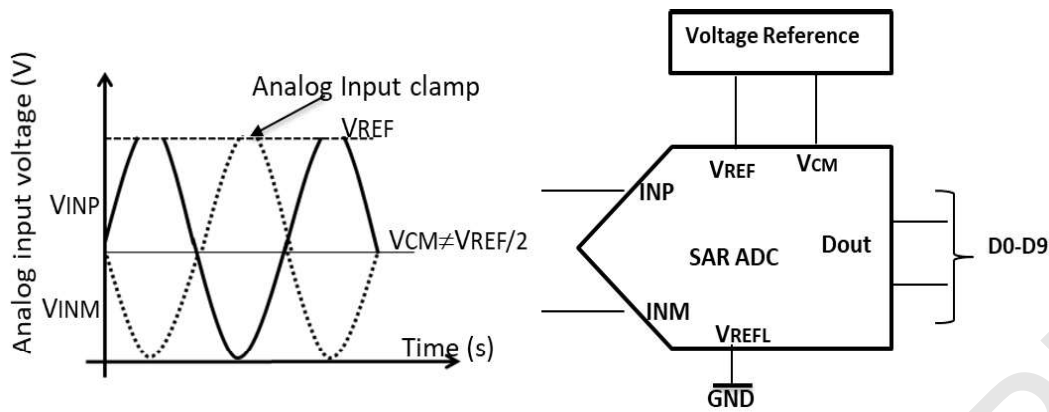 Analog input voltage (V)
Analog Input clamp
VREF
VINP
VCM≠VREF/2
VINM
Time (s)
Voltage Reference
VREF
VCM
INP
SAR ADC
Dout
D0-D9
INM
VREFL
GND